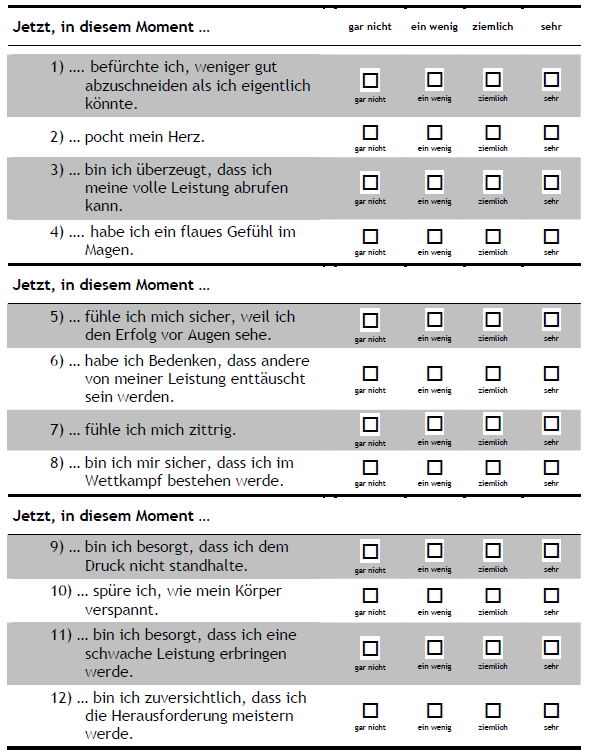 Jetzt, in diesem Moment ... gar nicht ein wenig ziemlich sehr
1) .... befürchte ich, weniger gut
abzuschneiden als ich eigentlich
könnte.
gar nicht ein wenig ziemlich sehr
2) ... pocht mein Herz.
gar nicht ein wenig ziemlich sehr
3) ... bin ich überzeugt, dass ich
meine volle Leistung abrufen
kann.
gar nicht ein wenig ziemlich sehr
4) .... habe ich ein flaues Gefühl im
Magen.
gar nicht ein wenig ziemlich sehr
Jetzt, in diesem Moment ...
5) ... fühle ich mich sicher, weil ich
den Erfolg vor Augen sehe.
gar nicht ein wenig ziemlich sehr
6) ... habe ich Bedenken, dass andere
von meiner Leistung enttäuscht
sein werden.
gar nicht ein wenig ziemlich sehr
7) ... fühle ich mich zittrig.
gar nicht ein wenig ziemlich sehr
8) ... bin ich mir sicher, dass ich im
Wettkampf bestehen werde.
gar nicht ein wenig ziemlich sehr
Jetzt, in diesem Moment ...
9) ... bin ich besorgt, dass ich dem
Druck nicht standhalte.
gar nicht ein wenig ziemlich sehr
10) ... spüre ich, wie mein Körper
verspannt.
gar nicht ein wenig ziemlich sehr
11) ... bin ich besorgt, dass ich eine
schwache Leistung erbringen
werde.
gar nicht ein wenig ziemlich sehr
12) ... bin ich zuversichtlich, dass ich
die Herausforderung meistern
werde.
gar nicht ein wenig ziemlich sehr